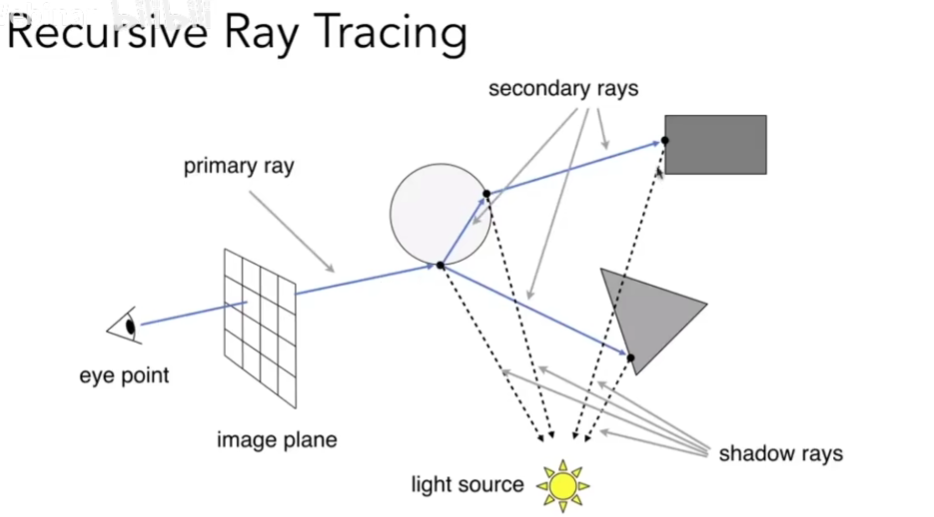 Recursive Ray Tracing
secondary rays
primary ray
eye point
image plane
shadow rays
light source